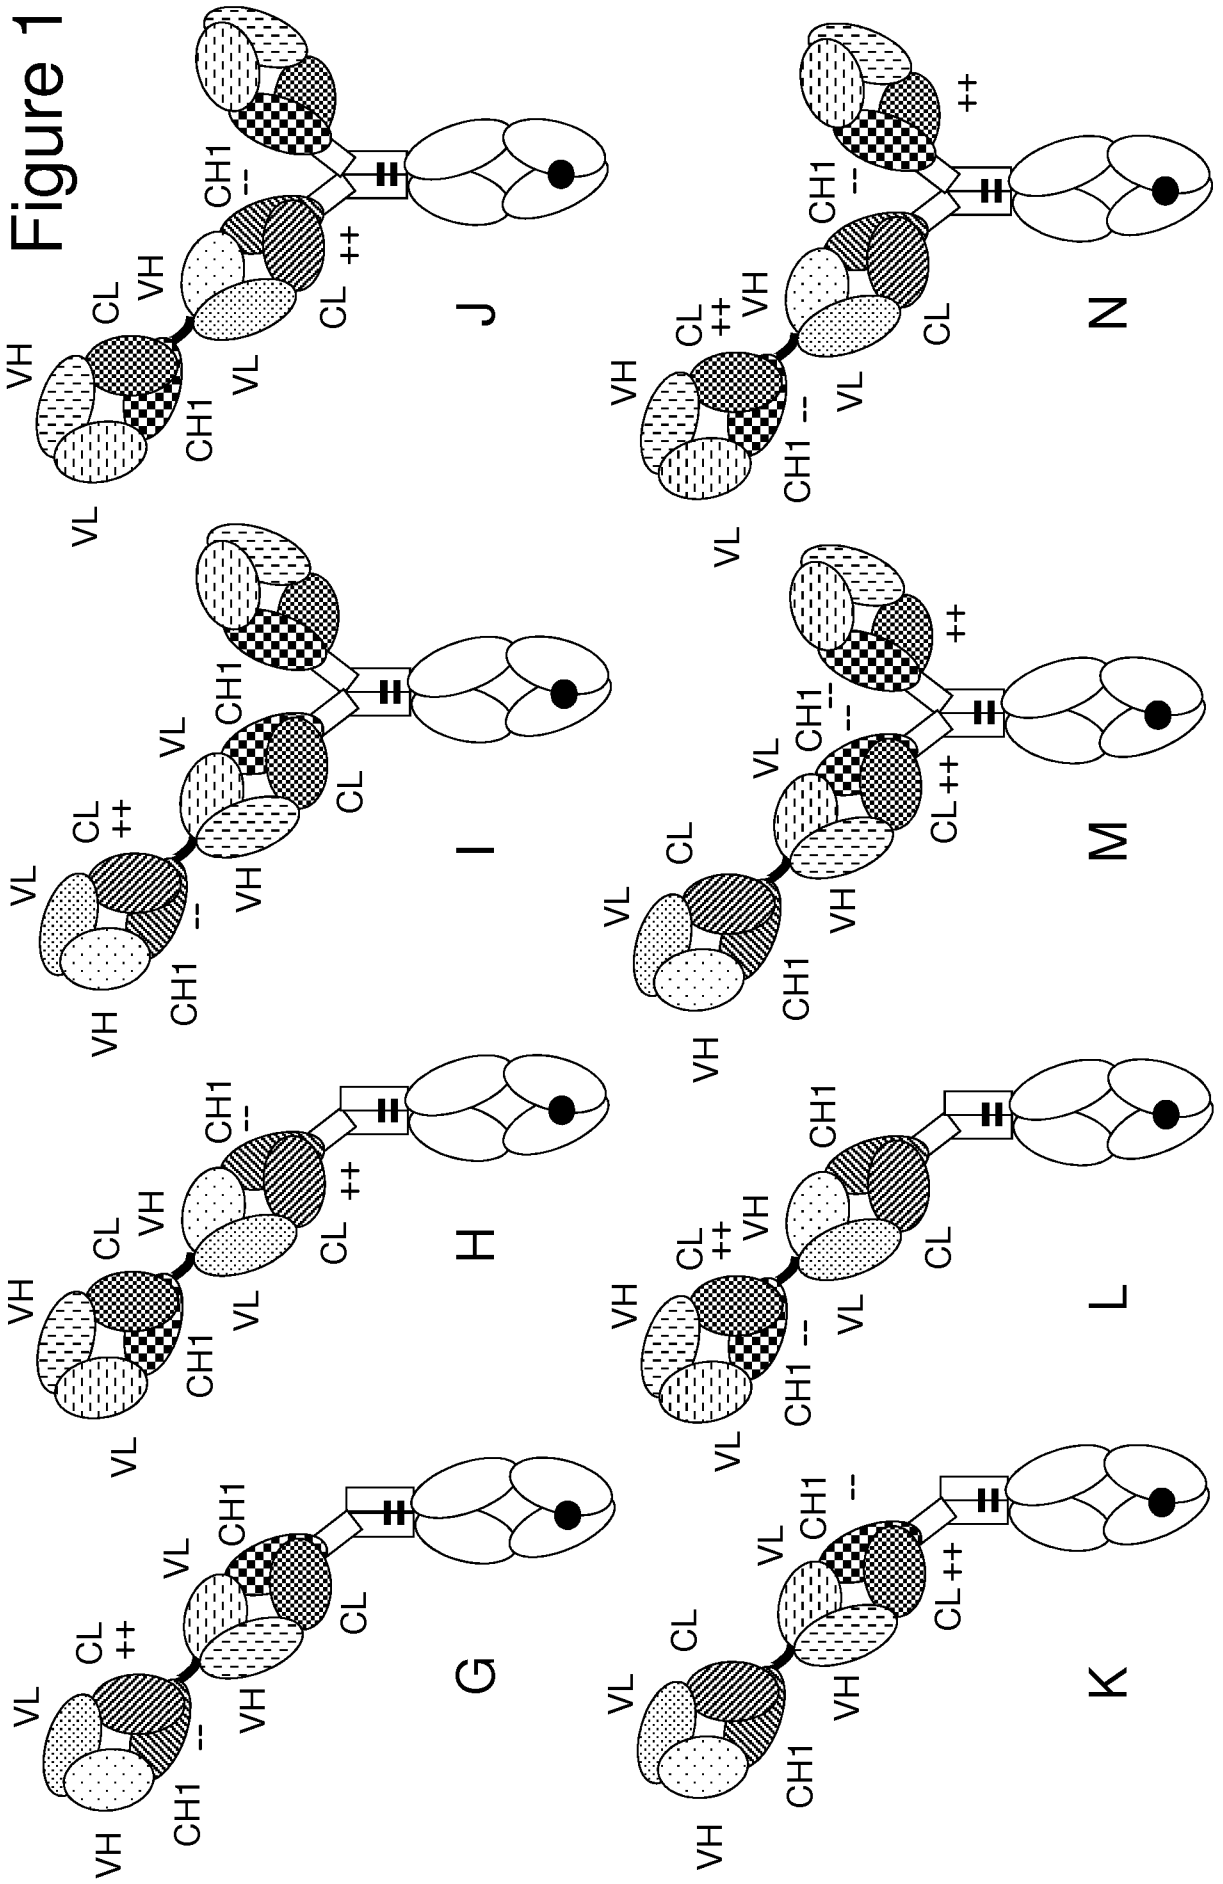 Figure 1
VL
VH
CL
++
CH1
--
VL
CH1
VH
CL
G
VH
VL
CL
VH
CH1
CH1
--
VL
CL
++
H
VL
VH
CL
++
CH1
--
VL
CH1
VH
CL
I
VH
VL
CL
VH
CH1
CH1
--
VL
CL
++
J
VL
VH
CL
CH1
VL
CH1
--
VH
CL++
K
VH
VL
CL
++
VH
CH1 --
CH1
VL
CL
L
VL
VH
CL
CH1
VL
CH1
--
--
VH
CL++
++
M
VH
VL
CL
++
VH
CH1 --
CH1
--
VL
CL
++
N